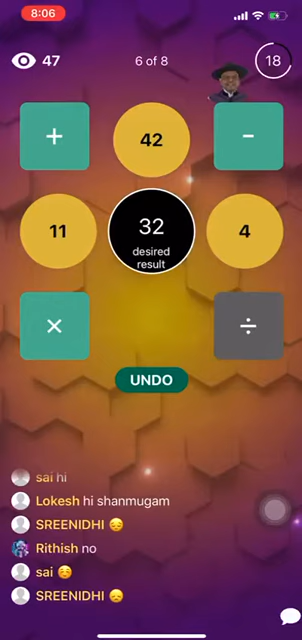 8:06
47
6 of 8
18
+
42
-
11
32
desired
result
4
×
÷
UNDO
sai hi
Lokesh hi shanmugam
SREENIDHI 😞
Rithish no
sai ☺️
SREENIDHI 😞